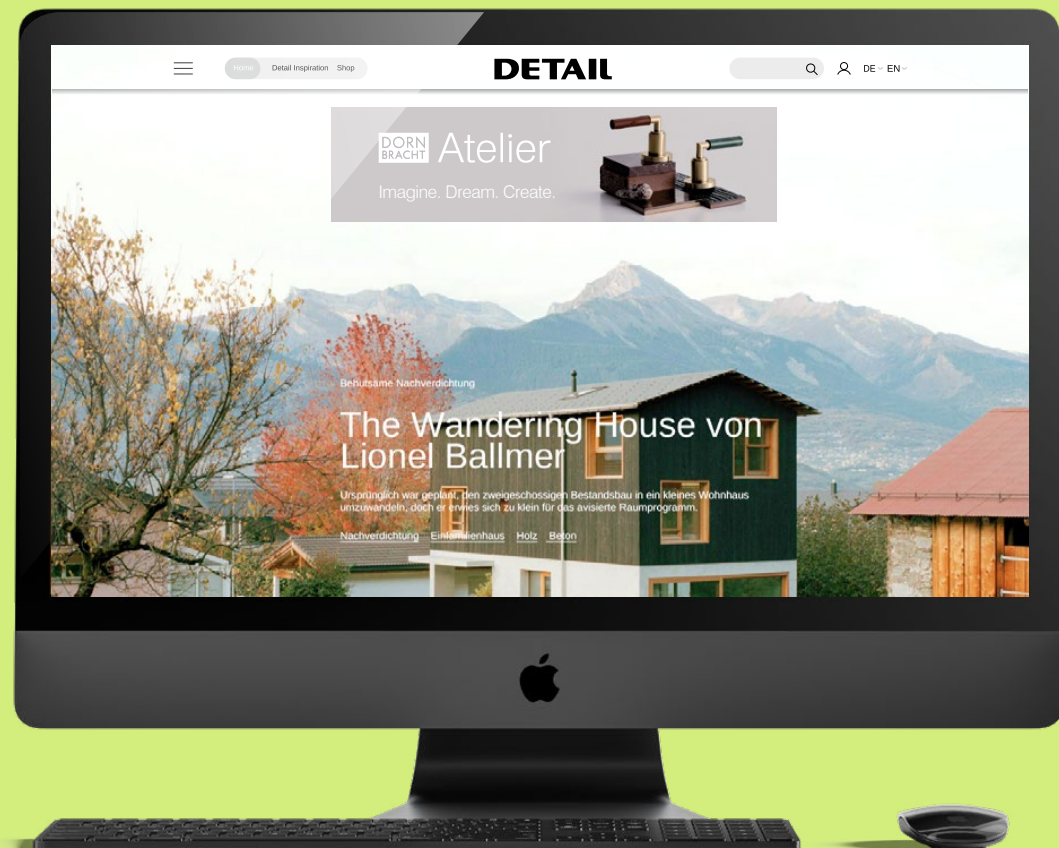 Home Detail Inspiration Shop DETAIL DE EN
DORN
BRACHT Atelier
Imagine. Dream. Create.
Behutsame Nachverdichtung
The Wandering House von
Lionel Ballmer
Ursprünglich war geplant, den zweigeschossigen Bestandsbau in ein kleines Wohnhaus
umzuwandeln, doch er erwies sich zu klein für das avisierte Raumprogramm.
Nachverdichtung Einfamilienhaus Holz Beton